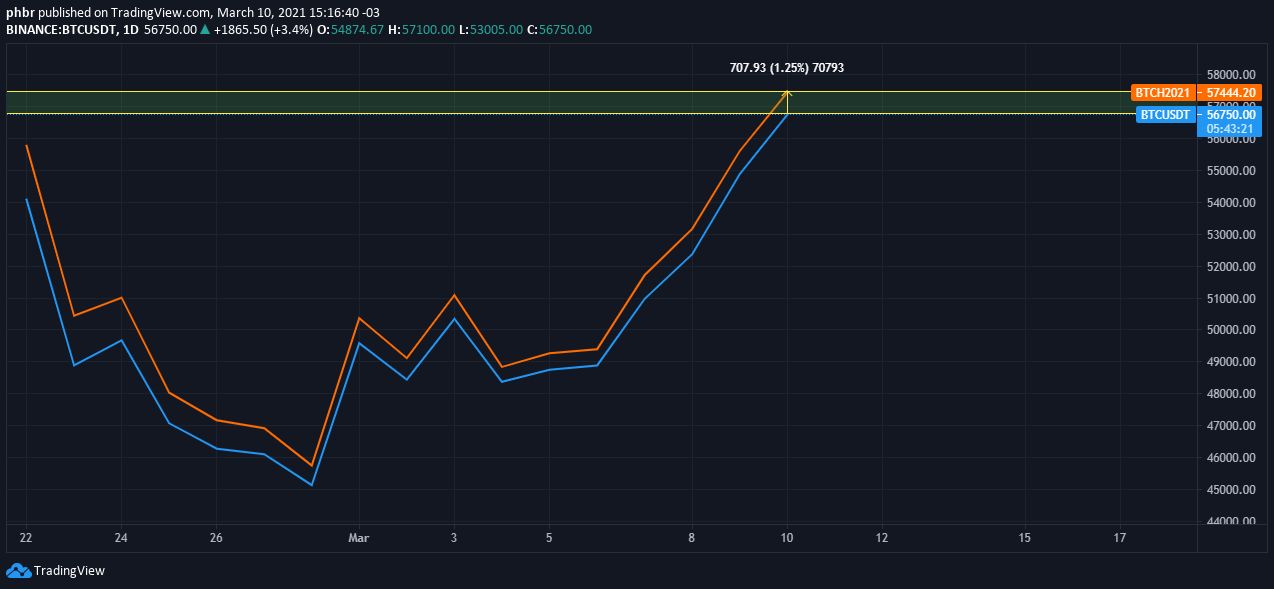 phbr published on TradingView.com, March 10, 2021 15:16:40 -03
BINANCE:BTCUSDT, 1D 56750.00 ▲ +1865.50 (+3.4%) O:54874.67 H:57100.00 L:53005.00 C:56750.00
707.93 (1.25%) 70793
58000.00
BTCH2021 57444.20
57000.00
BTCUSDT 56750.00
05:43:21
56000.00
55000.00
54000.00
53000.00
52000.00
51000.00
50000.00
49000.00
48000.00
47000.00
46000.00
45000.00
44000.00
22 24 26 Mar 3 5 8 10 12 15 17
TradingView